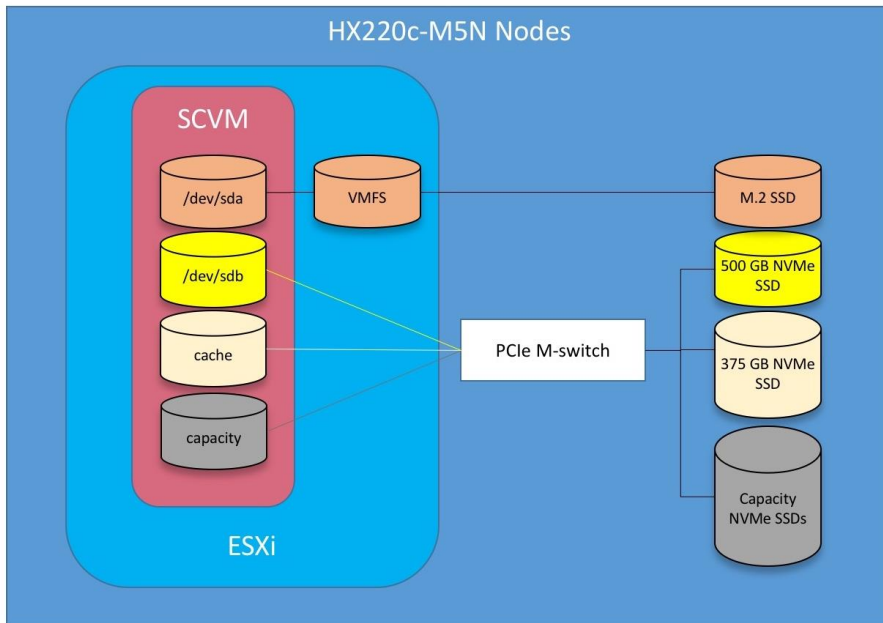 HX220c-M5N Nodes
SCVM
/dev/sda
VMFS
M.2 SSD
/dev/sdb
500 GB NVMe
SSD
cache
PCIe M-switch
375 GB NVMe
SSD
capacity
Capacity
NVMe SSDs
ESXi